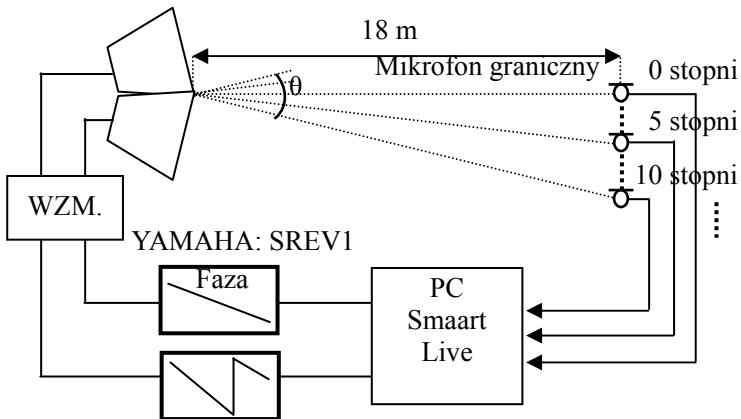 18 m
Mikrofon graniczny
0 stopni
θ
5 stopni
10 stopni
WZM.
YAMAHA: SREV1
Faza
PC
Smaart
Live